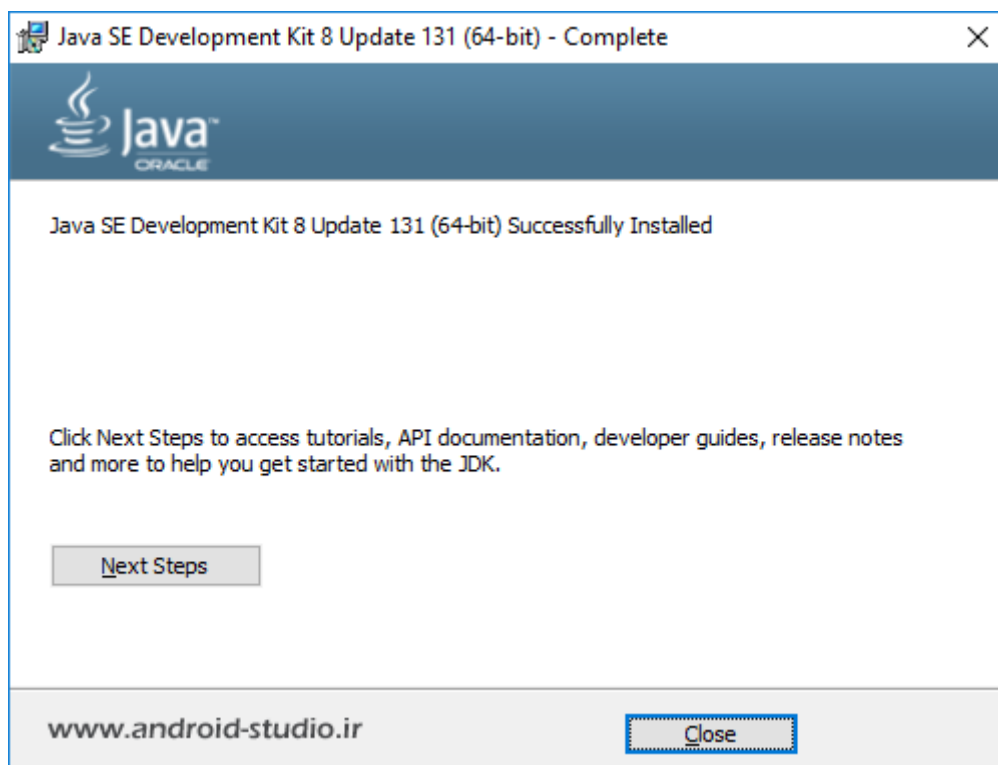 Java SE Development Kit 8 Update 131 (64-bit) - Complete
Java™
ORACLE
Java SE Development Kit 8 Update 131 (64-bit) Successfully Installed
Click Next Steps to access tutorials, API documentation, developer guides, release notes
and more to help you get started with the JDK.
Next Steps
www.android-studio.ir
Close